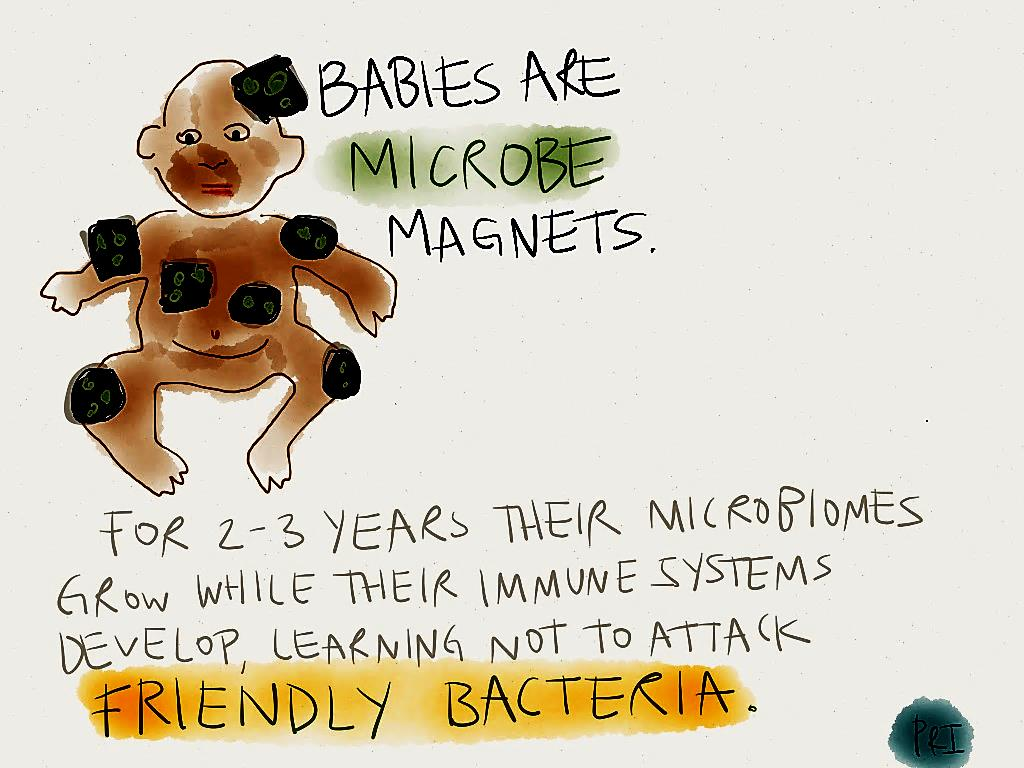 BABIES ARE
MICROBE
MAGNETS.
FOR 2-3 YEARS THEIR MICROBIOMES
GROW WHILE THEIR IMMUNE SYSTEMS
DEVELOP, LEARNING NOT TO ATTACK
FRIENDLY BACTERIA.
PRI